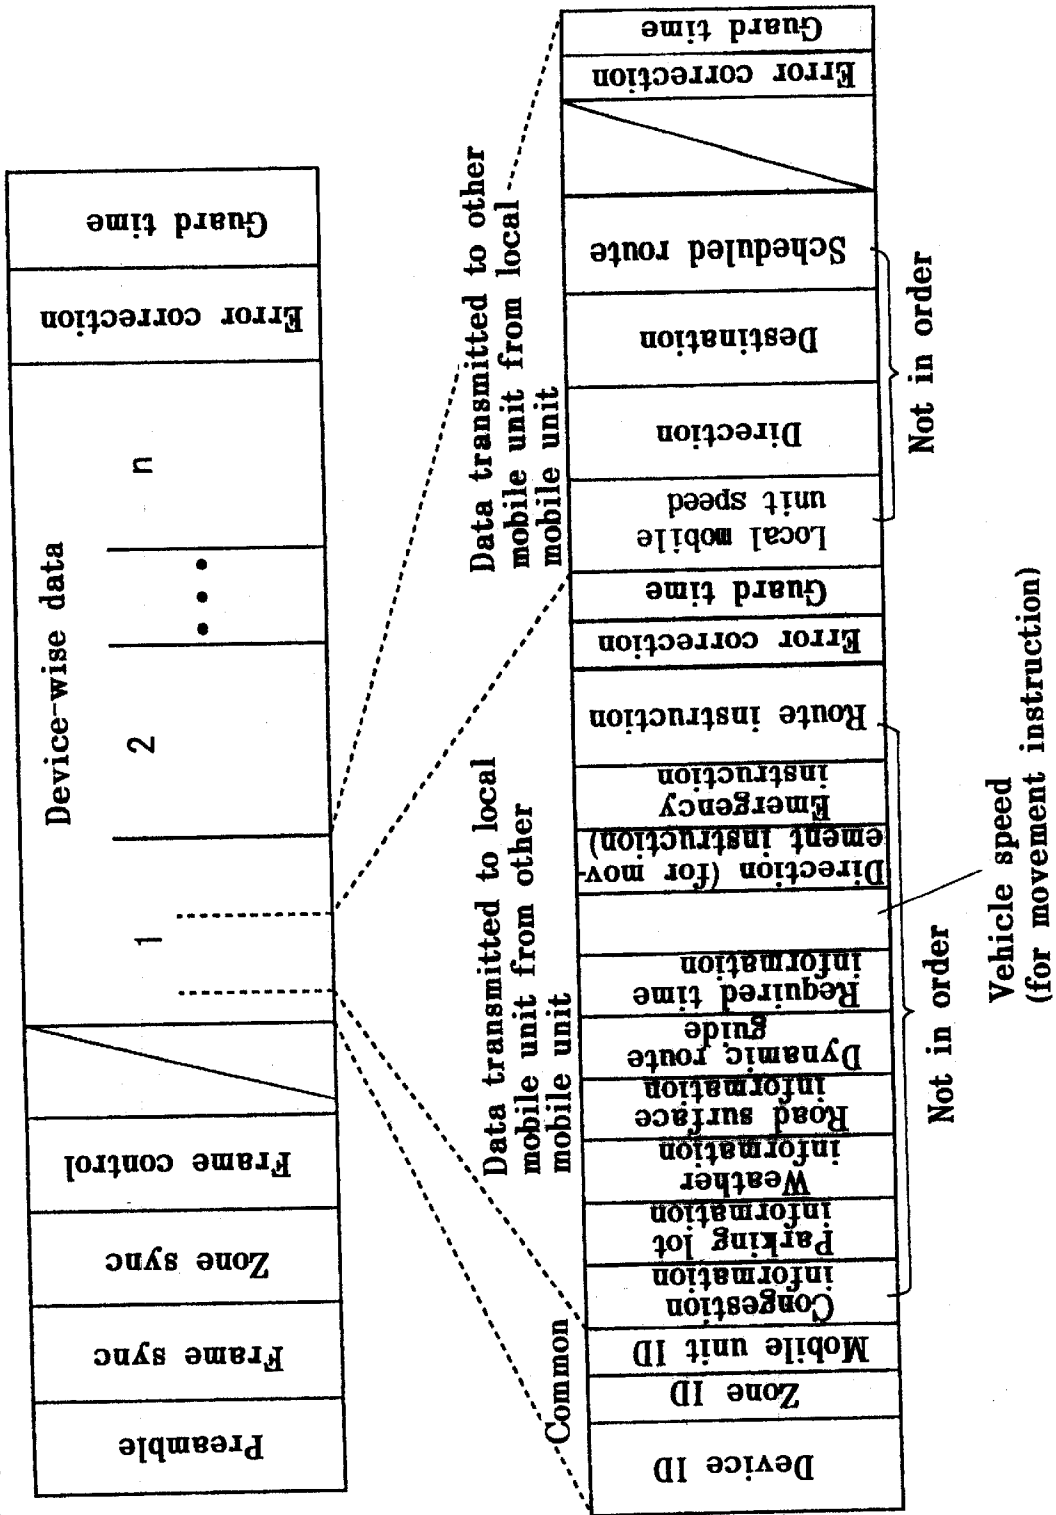 Preamble
Frame sync
Zone sync
Frame control
Device-wise data
1
2
n
Error correction
Guard time
Common
Data transmitted to local
mobile unit from other
mobile unit
Data transmitted to other
mobile unit from local
mobile unit
Device ID
Zone ID
Mobile unit ID
Congestion
information
Parking lot
information
Weather
information
Road surface
information
Dynamic route
guide
Required time
information
Direction (for mov-
ement instruction)
Emergency
instruction
Route instruction
Error correction
Guard time
Local mobile
unit speed
Direction
Destination
Scheduled route
Error correction
Guard time
Not in order
Vehicle speed
(for movement instruction)
Not in order